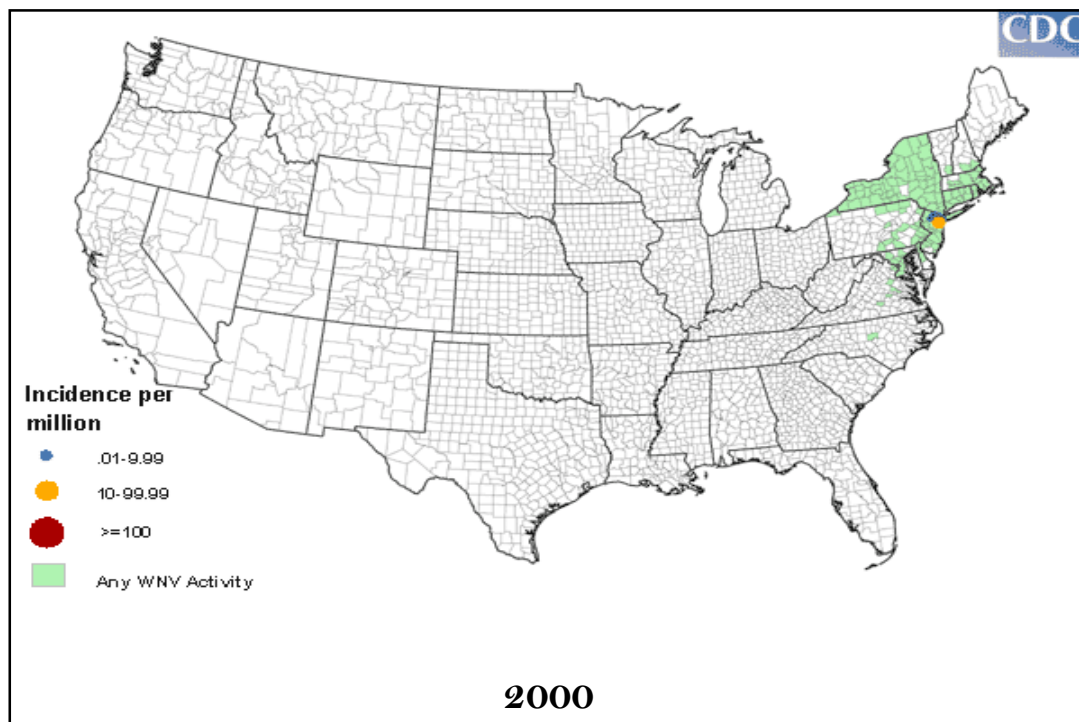 CDC
Incidence per
million
.01-9.99
10-99.99
>=100
Any WNV Activity
2000